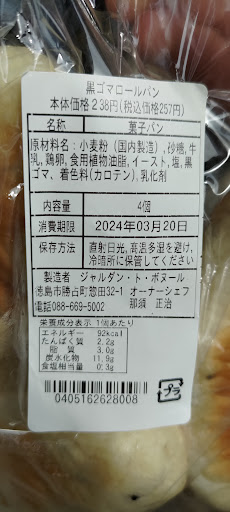 黒ゴマロールパン
本体価格238円(税込価格257円)
名称 菓子パン
原材料名:小麦粉(国内製造)、砂糖、牛
乳、鶏卵、食用植物油脂、イースト、塩、黒
ゴマ、着色料(カロテン)、乳化剤
内容量 4個
消費期限 2024年03月20日
保存方法 直射日光,高温多湿を避け、
冷暗所に保管してください
製造者 ジャルダン・ト・ボヌール
徳島市勝占町惣田32-1 オーナーシェフ
電話088-669-5002 那須 正治
栄養成分表示 1個あたり
エネルギー 92kcal
たんぱく質 2.2g
脂質 3.0g
炭水化物 11.9g
食塩相当量 0.3g
プラ
0405162628008